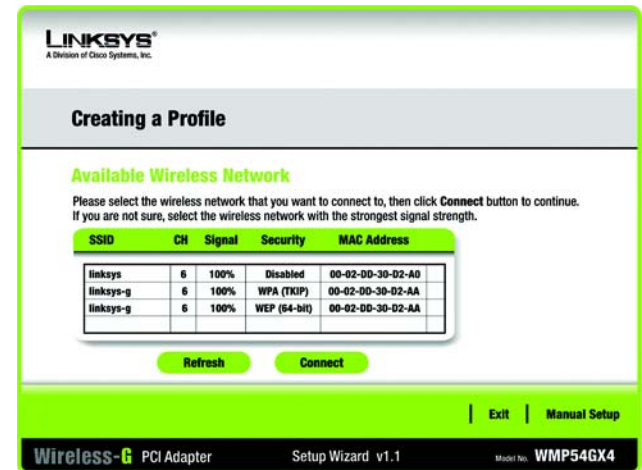 LINKSYS®
A Division of Cisco Systems, Inc.
Creating a Profile
Available Wireless Network
Please select the wireless network that you want to connect to, then click Connect button to continue.
If you are not sure, select the wireless network with the strongest signal strength.
SSID CH Signal Security MAC Address
linksys 6 100% Disabled 00-02-DD-30-D2-A0
linksys-g 6 100% WPA (TKIP) 00-02-DD-30-D2-AA
linksys-g 6 100% WEP (64-bit) 00-02-DD-30-D2-AA
Refresh Connect
Exit Manual Setup
Wireless-G PCI Adapter Setup Wizard v1.1 Model No. WMP54GX4